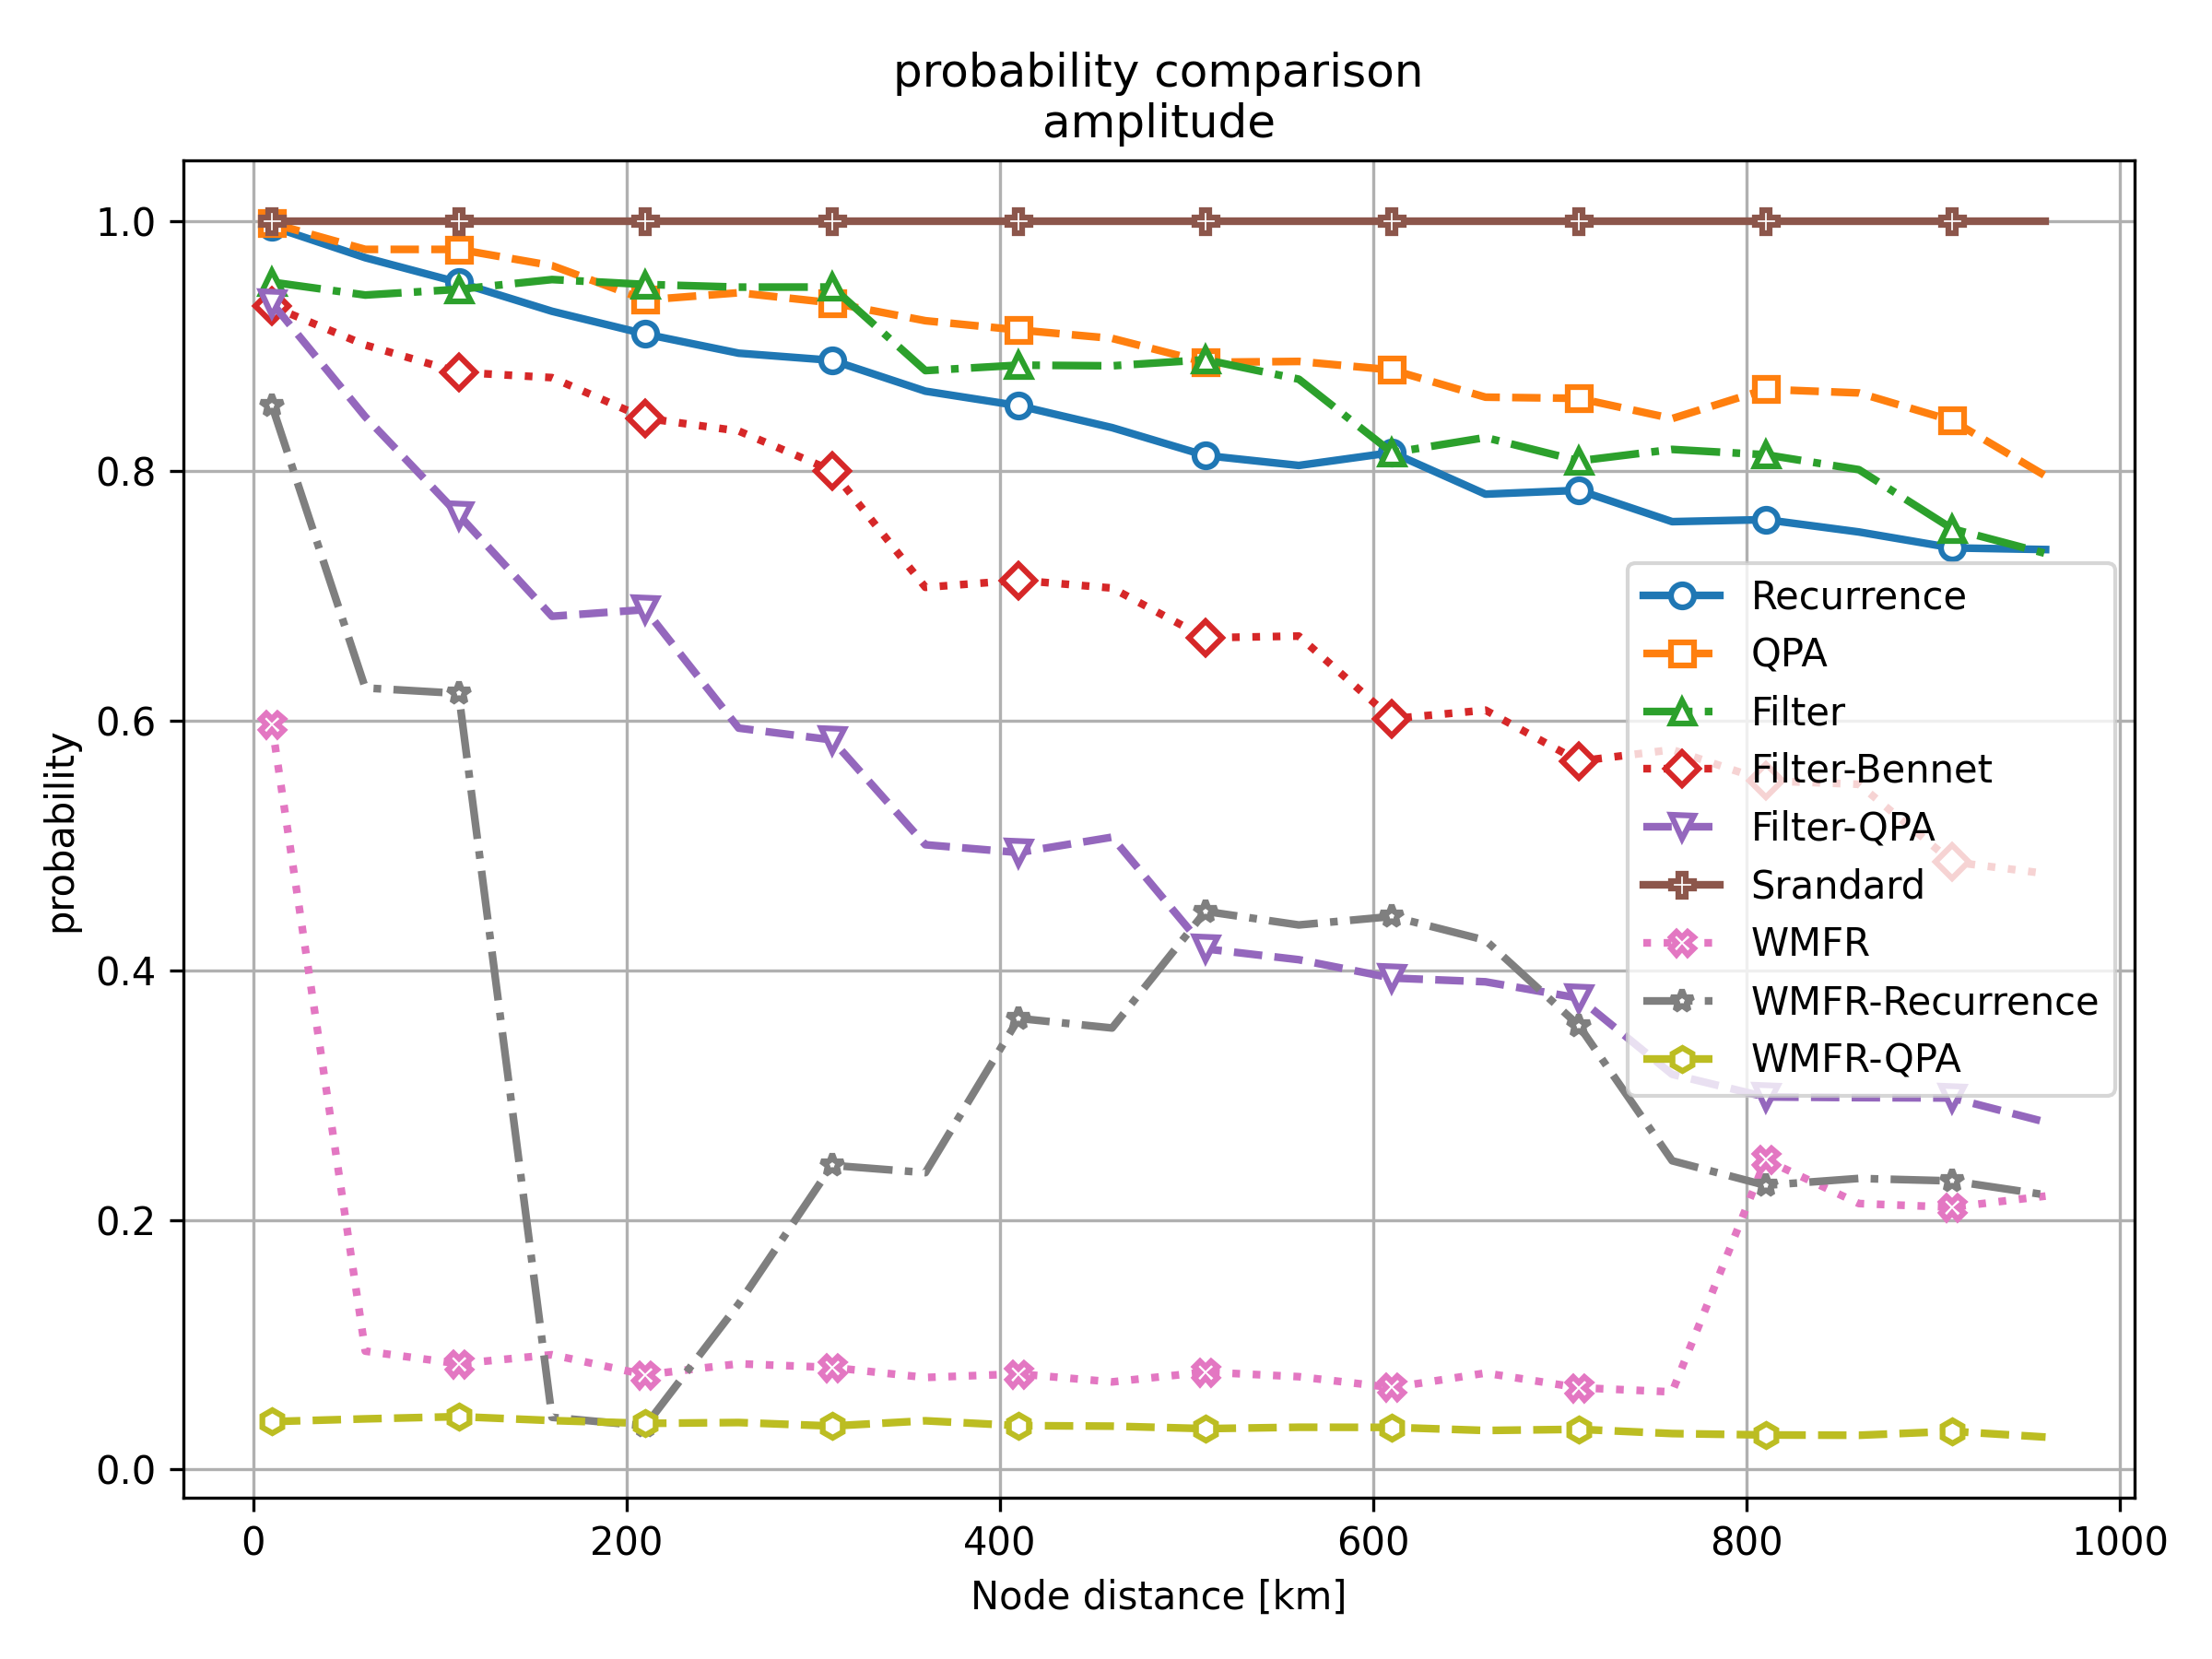 probability comparison
amplitude
probability
1.0
0.8
0.6
0.4
0.2
0.0
Recurrence
QPA
Filter
Filter-Bennet
Filter-QPA
Srandard
WMFR
WMFR-Recurrence
WMFR-QPA
0 200 400 600 800 1000
Node distance [km]